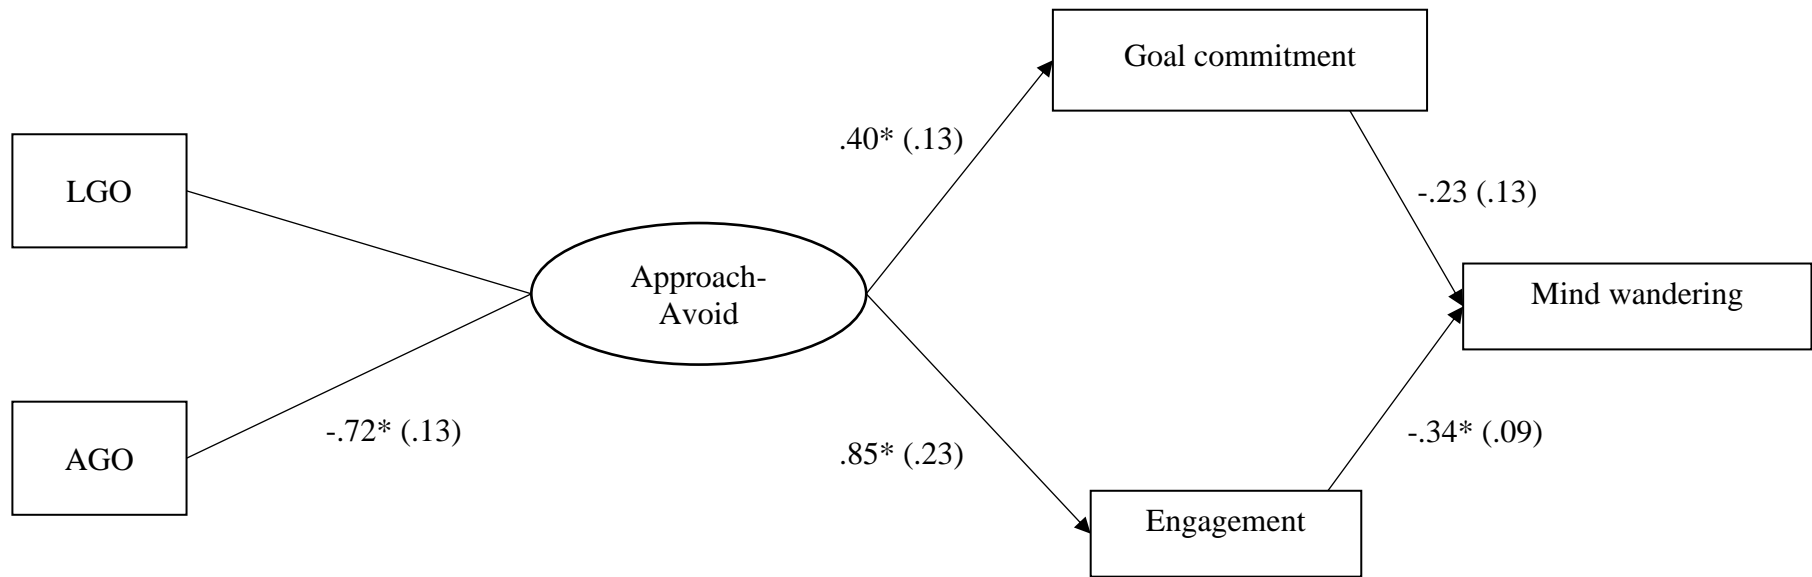 Goal commitment
.40* (.13)
LGO
-.23 (.13)
Approach-
Avoid
Mind wandering
-.72* (.13)
AGO
.85* (.23)
-.34* (.09)
Engagement